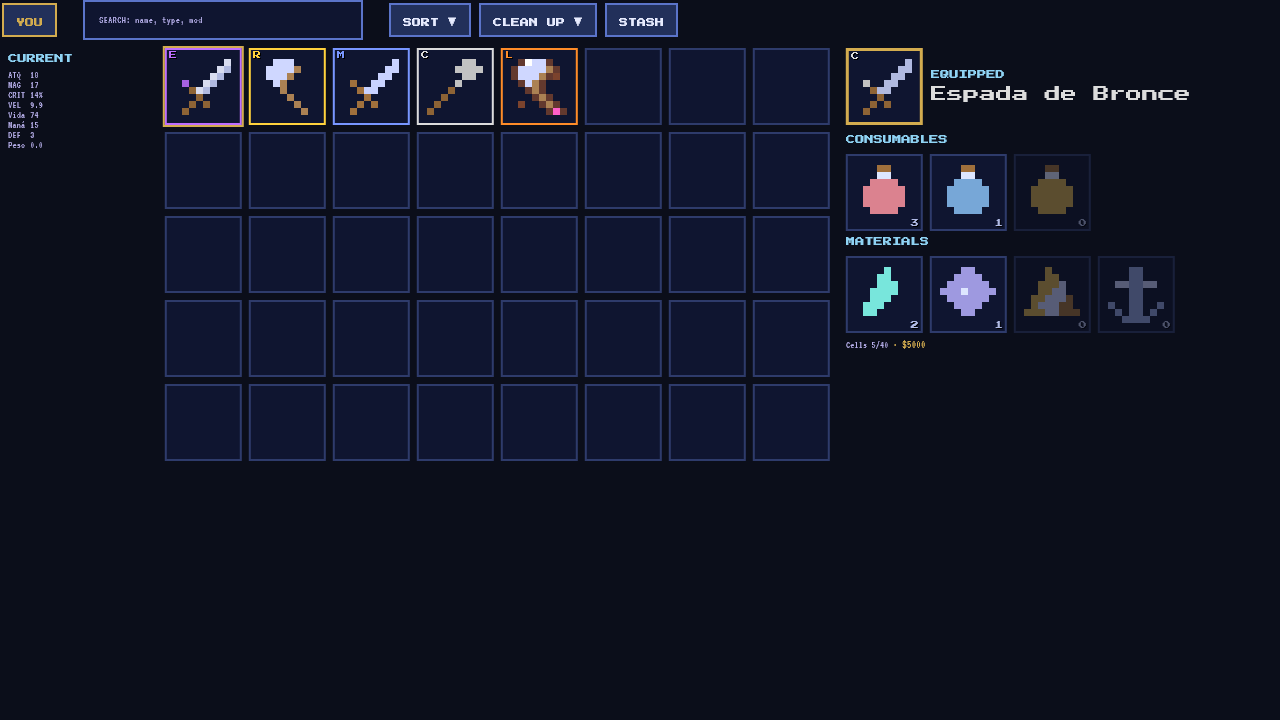 YOU
SEARCH: name, type, mod
SORT ▼
CLEAN UP ▼
STASH
CURRENT
ATQ 18
MAG 17
CRIT 14%
VEL 9.9
Vida 74
Maná 15
DEF 3
Peso 0.0
E
R
M
C
L
C
EQUIPPED
Espada de Bronce
CONSUMABLES
3
1
0
MATERIALS
2
1
0
0
Cells 5/40 · $5000